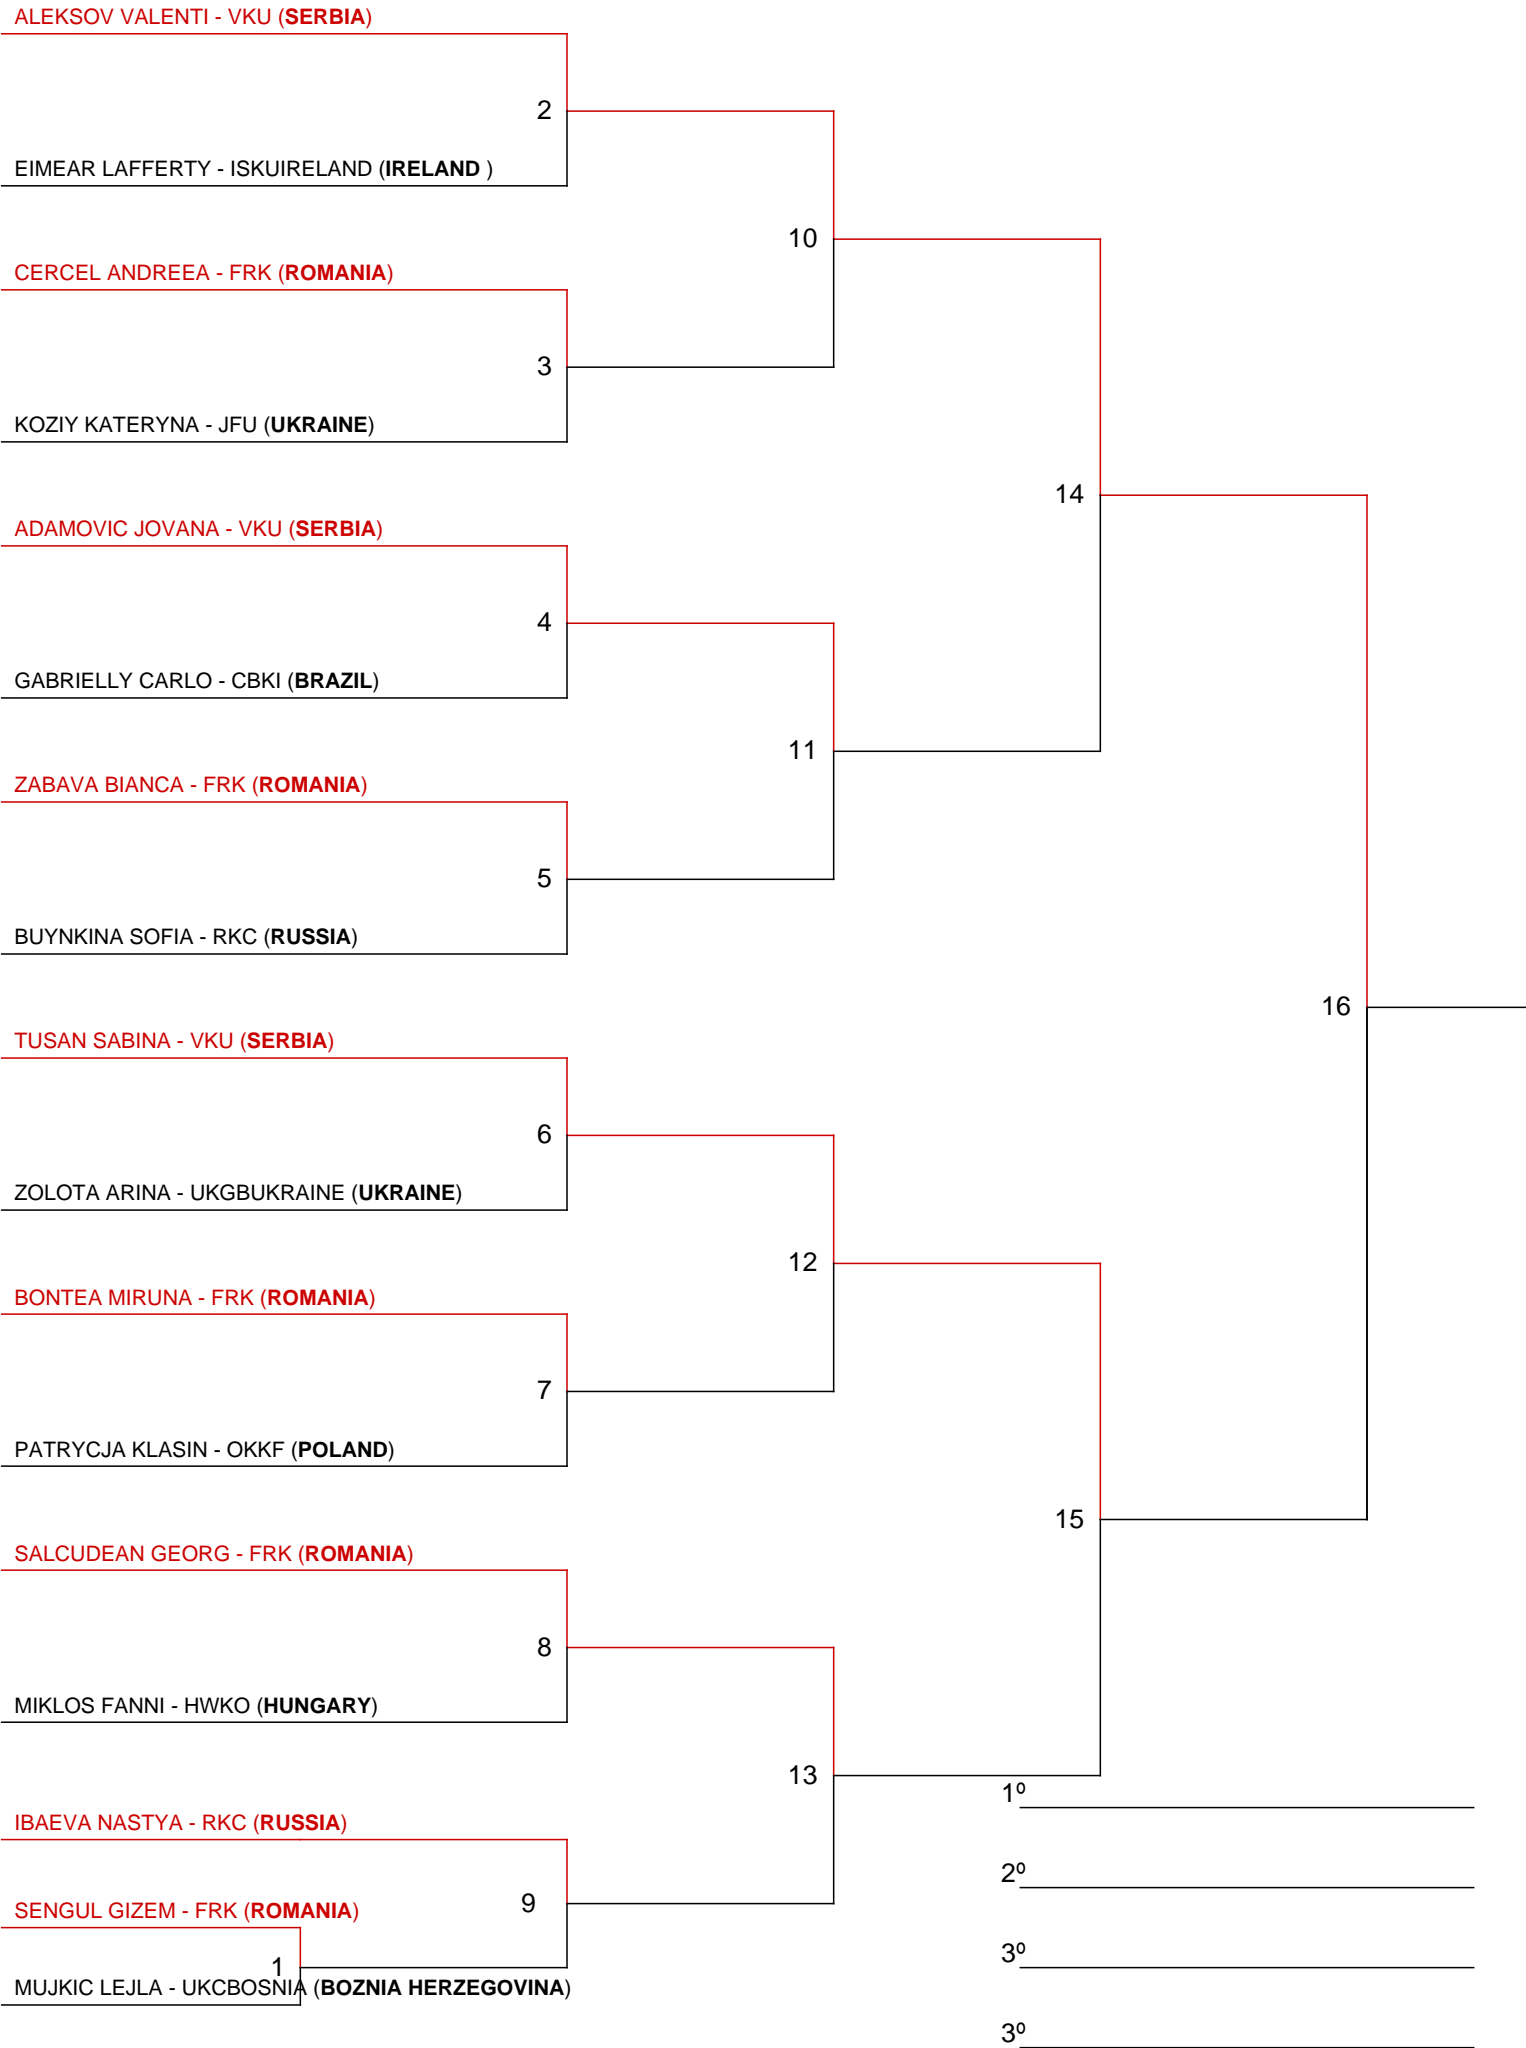 ALEKSOV VALENTI - VKU (SERBIA)
2
EIMEAR LAFFERTY - ISKUIRELAND (IRELAND )
10
CERCEL ANDREEA - FRK (ROMANIA)
3
KOZIY KATERYNA - JFU (UKRAINE)
14
ADAMOVIC JOVANA - VKU (SERBIA)
4
GABRIELLY CARLO - CBKI (BRAZIL)
11
ZABAVA BIANCA - FRK (ROMANIA)
5
BUYNKINA SOFIA - RKC (RUSSIA)
16
TUSAN SABINA - VKU (SERBIA)
6
ZOLOTA ARINA - UKGBUKRAINE (UKRAINE)
12
BONTEA MIRUNA - FRK (ROMANIA)
7
PATRYCJA KLASIN - OKKF (POLAND)
15
SALCUDEAN GEORG - FRK (ROMANIA)
8
MIKLOS FANNI - HWKO (HUNGARY)
13
1º
IBAEVA NASTYA - RKC (RUSSIA)
2º
9
SENGUL GIZEM - FRK (ROMANIA)
3º
1
MUJKIC LEJLA - UKCBOSNIA (BOZNIA HERZEGOVINA)
3º